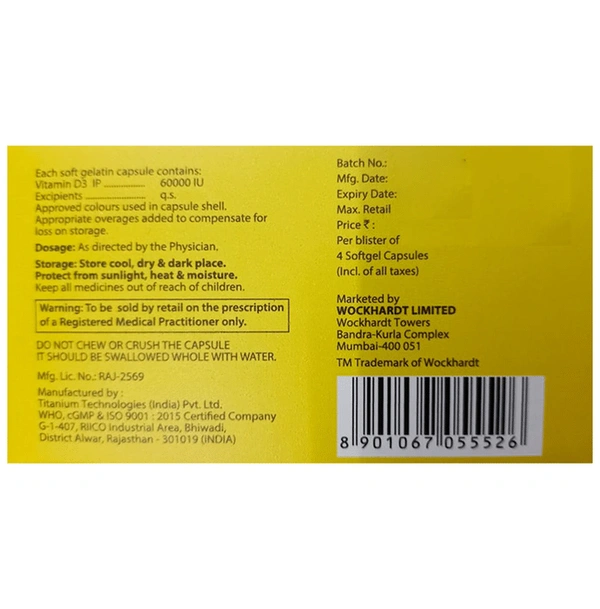 Each soft gelatin capsule contains:
Vitamin D3 IP ................ 60000 IU
Excipients ................ q.s.
Approved colours used in capsule shell.
Appropriate overages added to compensate for
loss on storage.
Dosage: As directed by the Physician.
Storage: Store cool, dry & dark place.
Protect from sunlight, heat & moisture.
Keep all medicines out of reach of children.
Warning: To be sold by retail on the prescription
of a Registered Medical Practitioner only.
DO NOT CHEW OR CRUSH THE CAPSULE
IT SHOULD BE SWALLOWED WHOLE WITH WATER.
Mfg. Lic. No.: RAJ-2569
Manufactured by :
Titanium Technologies (India) Pvt. Ltd.
WHO, cGMP & ISO 9001 : 2015 Certified Company
G-1-407, RIICO Industrial Area, Bhiwadi,
District Alwar, Rajasthan - 301019 (INDIA)
Batch No.:
Mfg. Date:
Expiry Date:
Max. Retail
Price ₹ :
Per blister of
4 Softgel Capsules
(Incl. of all taxes)
Marketed by
WOCKHARDT LIMITED
Wockhardt Towers
Bandra-Kurla Complex
Mumbai-400 051
TM Trademark of Wockhardt
8 901067 055526